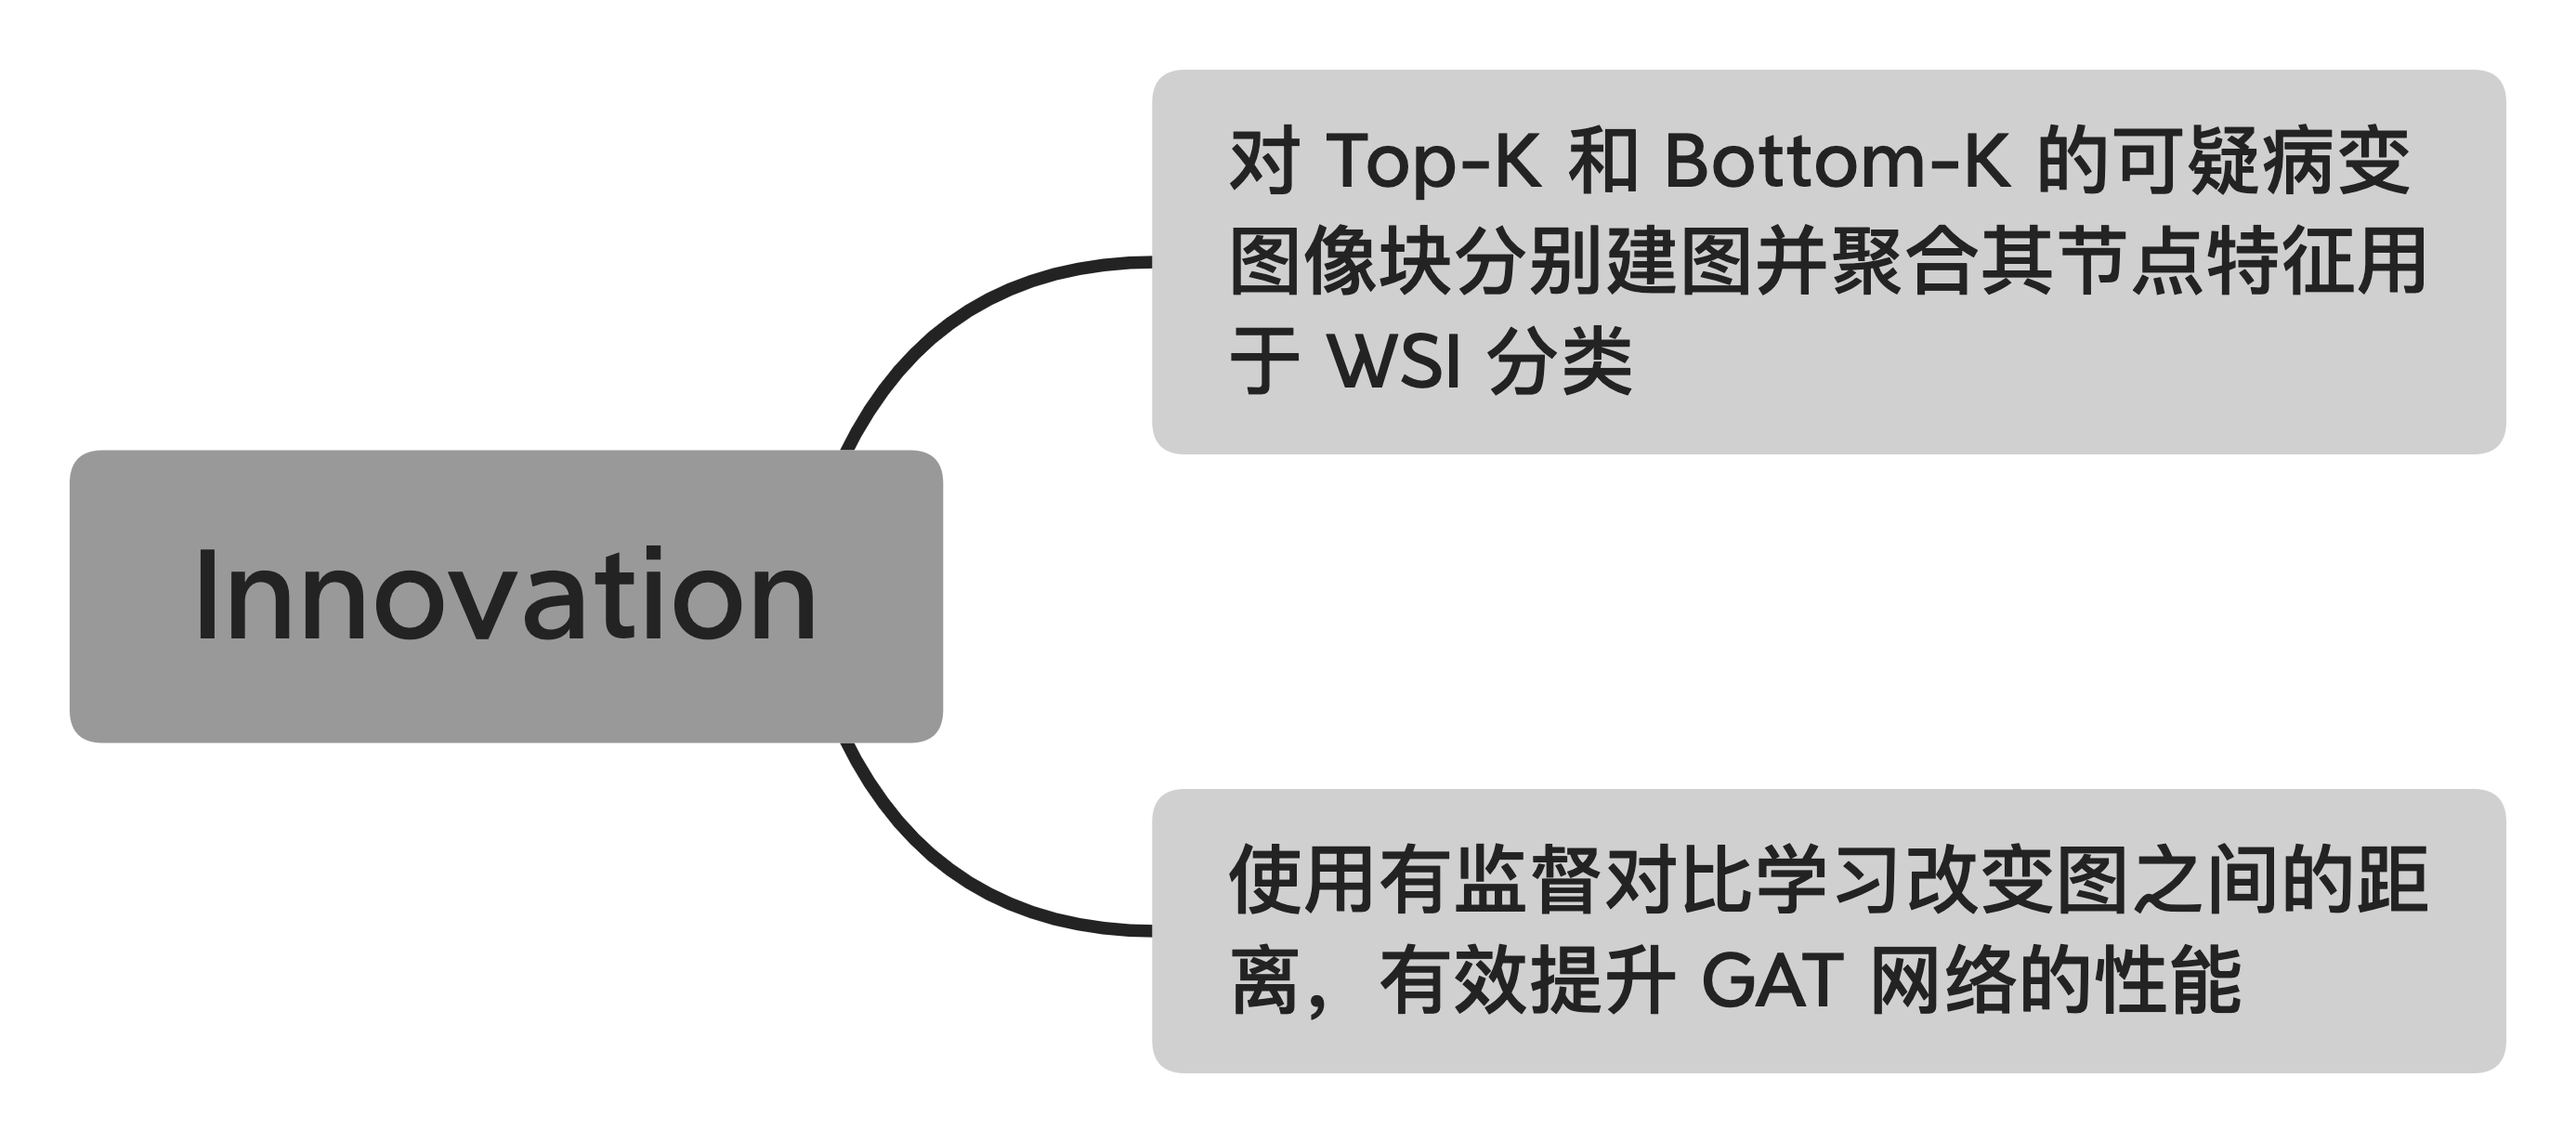 Innovation
对 Top-K 和 Bottom-K 的可疑病变
图像块分别建图并聚合其节点特征用
于 WSI 分类
使用有监督对比学习改变图之间的距
离，有效提升 GAT 网络的性能